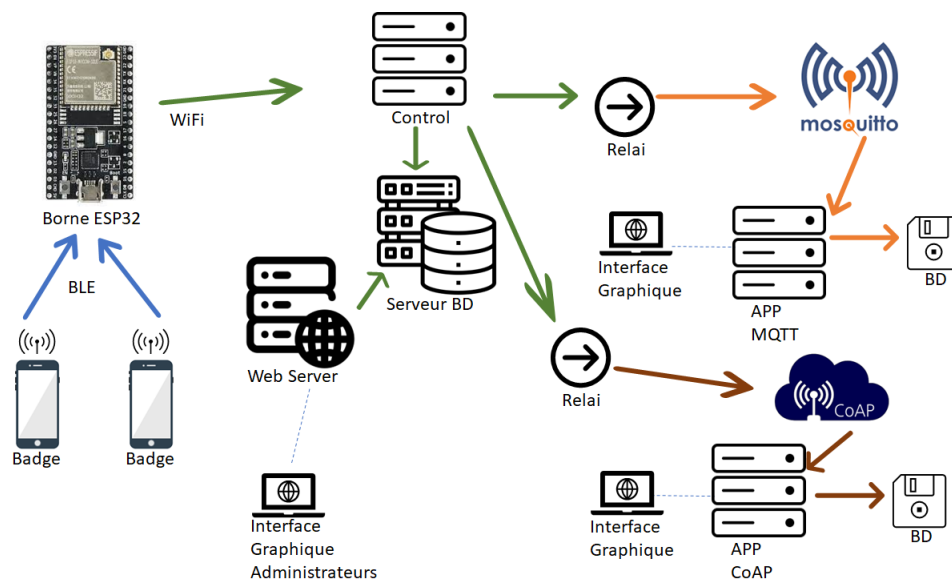 WiFi
Control
Relai
mosquitto
Borne ESP32
BLE
Interface
Graphique
APP
MQTT
BD
Serveur BD
Web Server
Relai
CoAP
Badge
Badge
Interface
Graphique
Administrateurs
Interface
Graphique
APP
CoAP
BD